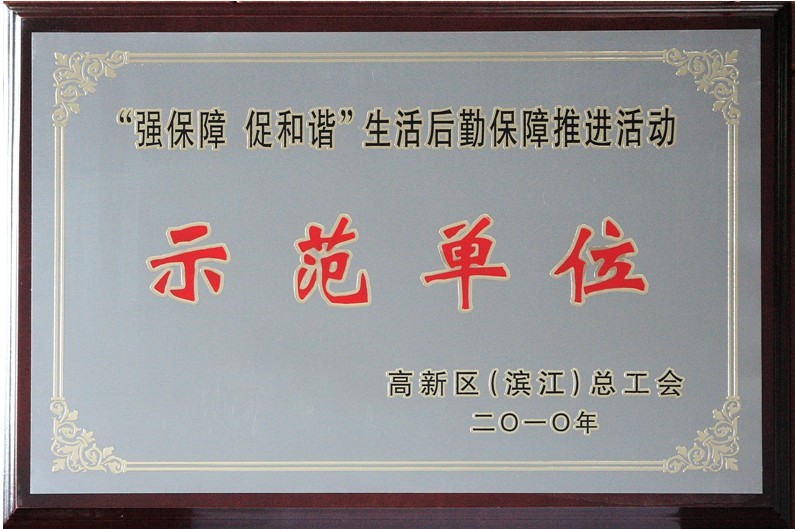 “强保障 促和谐”生活后勤保障推进活动
示范单位
高新区(滨江)总工会
二〇一〇年